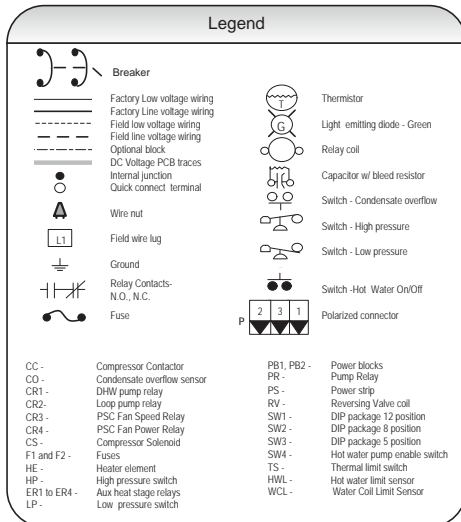 Legend
Breaker
Factory Low voltage wiring
Factory Line voltage wiring
Field low voltage wiring
Field line voltage wiring
Optional block
DC Voltage PCB traces
Internal junction
Quick connect terminal
Wire nut
L1 Field wire lug
Ground
Relay Contacts-
N.O., N.C.
Fuse
T Thermistor
G Light emitting diode - Green
Relay coil
Capacitor w/ bleed resistor
Switch - Condensate overflow
Switch - High pressure
Switch - Low pressure
Switch -Hot Water On/Off
P 2 3 1 Polarized connector
CC - Compressor Contactor
CO - Condensate overflow sensor
CR1 - DHW pump relay
CR2- Loop pump relay
CR3 - PSC Fan Speed Relay
CR4 - PSC Fan Power Relay
CS - Compressor Solenoid
F1 and F2 - Fuses
HE - Heater element
HP - High pressure switch
ER1 to ER4 - Aux heat stage relays
LP - Low pressure switch
PB1, PB2 - Power blocks
PR - Pump Relay
PS - Power strip
RV - Reversing Valve coil
SW1 - DIP package 12 position
SW2 - DIP package 8 position
SW3 - DIP package 5 position
SW4 - Hot water pump enable switch
TS - Thermal limit switch
HWL - Hot water limit sensor
WCL - Water Coil Limit Sensor